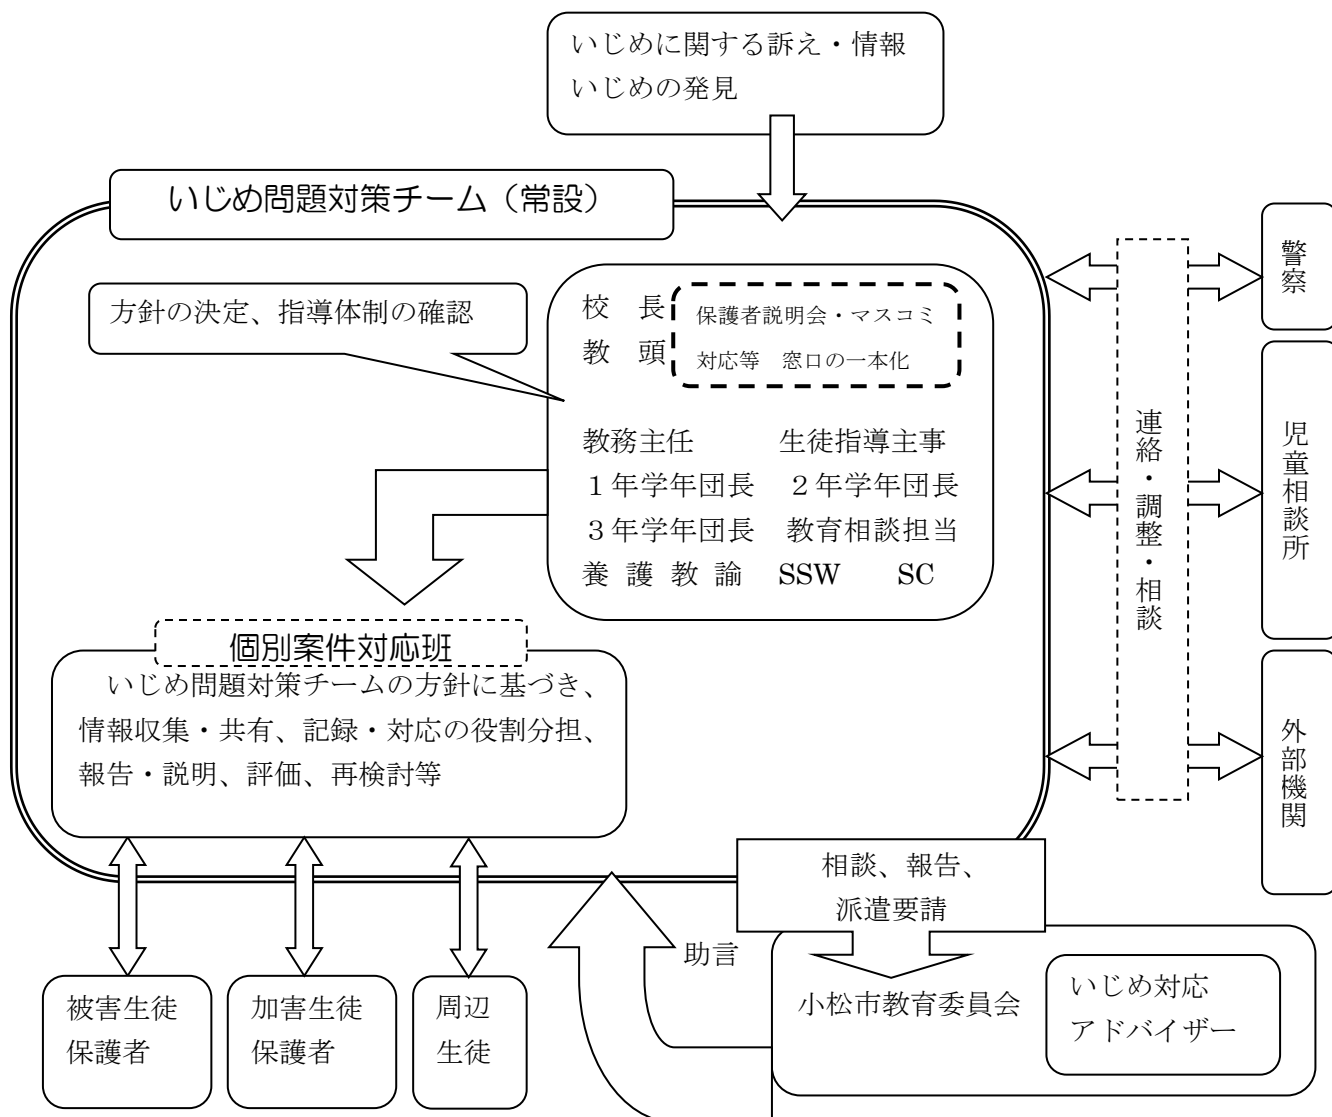 いじめに関する訴え・情報
いじめの発見
いじめ問題対策チーム（常設）
方針の決定、指導体制の確認
校　長
教　頭
保護者説明会・マスコミ
対応等　窓口の一本化
教務主任　　　生徒指導主事
１年学年団長　２年学年団長
３年学年団長　教育相談担当
養護教諭　SSW　　SC
個別案件対応班
いじめ問題対策チームの方針に基づき、
情報収集・共有、記録・対応の役割分担、
報告・説明、評価、再検討等
連絡・調整・相談
警察
児童相談所
外部機関
相談、報告、
派遣要請
助言
小松市教育委員会
いじめ対応
アドバイザー
被害生徒
保護者
加害生徒
保護者
周辺
生徒